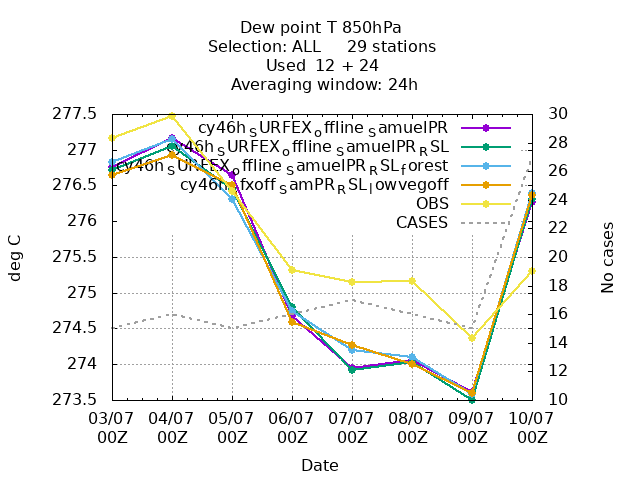 Dew point T 850hPa
Selection: ALL 29 stations
Used 12 + 24
Averaging window: 24h
277.5 30
cy46h_SURFEX_offline_samuelPR
277 28
cy46h_SURFEX_offline_samuelPR_RSL
cy46h_SURFEX_offline_samuelPR_RSL_forest
276.5 26
cy46h_sfxoff_samPR_RSL_lowvegoff
OBS 24
276 CASES 22
275.5 20
deg C No cases
275 18
274.5 16
14
274 12
273.5 10
03/07 04/07 05/07 06/07 07/07 08/07 09/07 10/07
00Z 00Z 00Z 00Z 00Z 00Z 00Z 00Z
Date